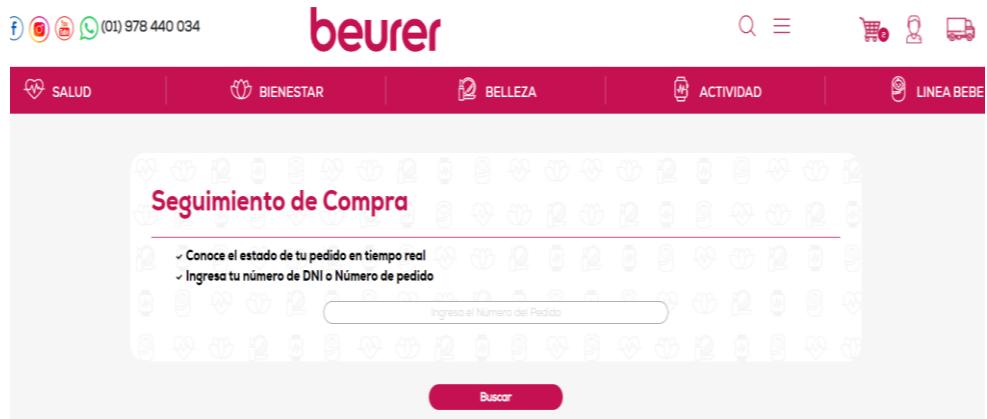 (01) 978 440 034
beurer
2
SALUD
BIENESTAR
BELLEZA
ACTIVIDAD
LINEA BEBE
Seguimiento de Compra
✓ Conoce el estado de tu pedido en tiempo real
✓ Ingresa tu número de DNI o Número de pedido
Ingresa el Número del Pedido
Buscar